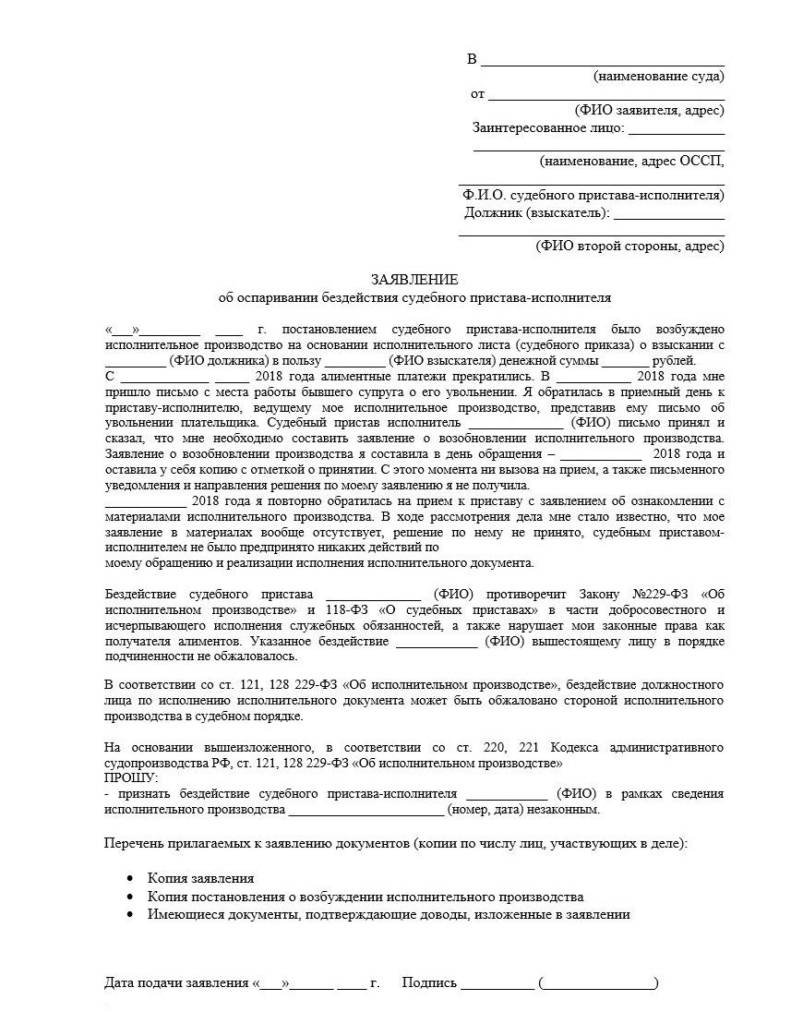 В ______________________________
(наименование суда)
от ______________________________
(ФИО заявителя, адрес)
Заинтересованное лицо: ____________
________________________________
(наименование, адрес ОССП,
__________________________________
Ф.И.О. судебного пристава-исполнителя)
Должник (взыскатель): ______________
__________________________________
(ФИО второй стороны, адрес)
ЗАЯВЛЕНИЕ
об оспаривании бездействия судебного пристава-исполнителя
«___»_________ ____ г. постановлением судебного пристава-исполнителя было возбуждено
исполнительное производство на основании исполнительного листа (судебного приказа) о взыскании с
_________ (ФИО должника) в пользу _________ (ФИО взыскателя) денежной суммы _______ рублей.
С _____________ _____ 2018 года алиментные платежи прекратились. В ___________ 2018 года мне
пришло письмо с места работы бывшего супруга о его увольнении. Я обратилась в приемный день к
приставу-исполнителю, ведущему мое исполнительное производство, представив ему письмо об
увольнении плательщика. Судебный пристав исполнитель ______________ (ФИО) письмо принял и
сказал, что мне необходимо составить заявление о возобновлении исполнительного производства.
Заявление о возобновлении производства я составила в день обращения – ____________ 2018 года и
оставила у себя копию с отметкой о принятии. С этого момента ни вызова на прием, а также письменного
уведомления и направления решения по моему заявлению я не получила.
____________ 2018 года я повторно обратилась на прием к приставу с заявлением об ознакомлении с
материалами исполнительного производства. В ходе рассмотрения дела мне стало известно, что мое
заявление в материалах вообще отсутствует, решение по нему не принято, судебным приставом-
исполнителем не было предпринято никаких действий по
моему обращению и реализации исполнения исполнительного документа.
Бездействие судебного пристава ______________ (ФИО) противоречит Закону №229-ФЗ «Об
исполнительном производстве» и 118-ФЗ «О судебных приставах» в части добросовестного и
исчерпывающего исполнения служебных обязанностей, а также нарушает мои законные права как
получателя алиментов. Указанное бездействие ____________ (ФИО) вышестоящему лицу в порядке
подчиненности не обжаловалось.
В соответствии со ст. 121, 128 229-ФЗ «Об исполнительном производстве», бездействие должностного
лица по исполнению исполнительного документа может быть обжаловано стороной исполнительного
производства в судебном порядке.
На основании вышеизложенного, в соответствии со ст. 220, 221 Кодекса административного
судопроизводства РФ, ст. 121, 128 229-ФЗ «Об исполнительном производстве»
ПРОШУ:
- признать бездействие судебного пристава-исполнителя ____________ (ФИО) в рамках сведения
исполнительного производства _______________________ (номер, дата) незаконным.
Перечень прилагаемых к заявлению документов (копии по числу лиц, участвующих в деле):
• Копия заявления
• Копия постановления о возбуждении исполнительного производства
• Имеющиеся документы, подтверждающие доводы, изложенные в заявлении
Дата подачи заявления «___»______ ____ г. Подпись __________ (_______________)